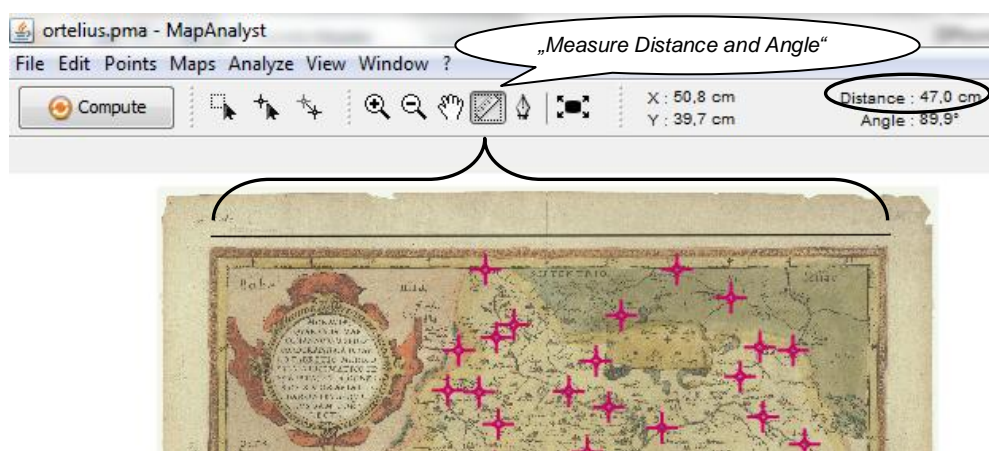 ortelius.pma - MapAnalyst
„Measure Distance and Angle“
File Edit Points Maps Analyze View Window ?
Compute
X : 50,8 cm
Y : 39,7 cm
Distance : 47,0 cm
Angle : 89,9°
SEPTENTRIO